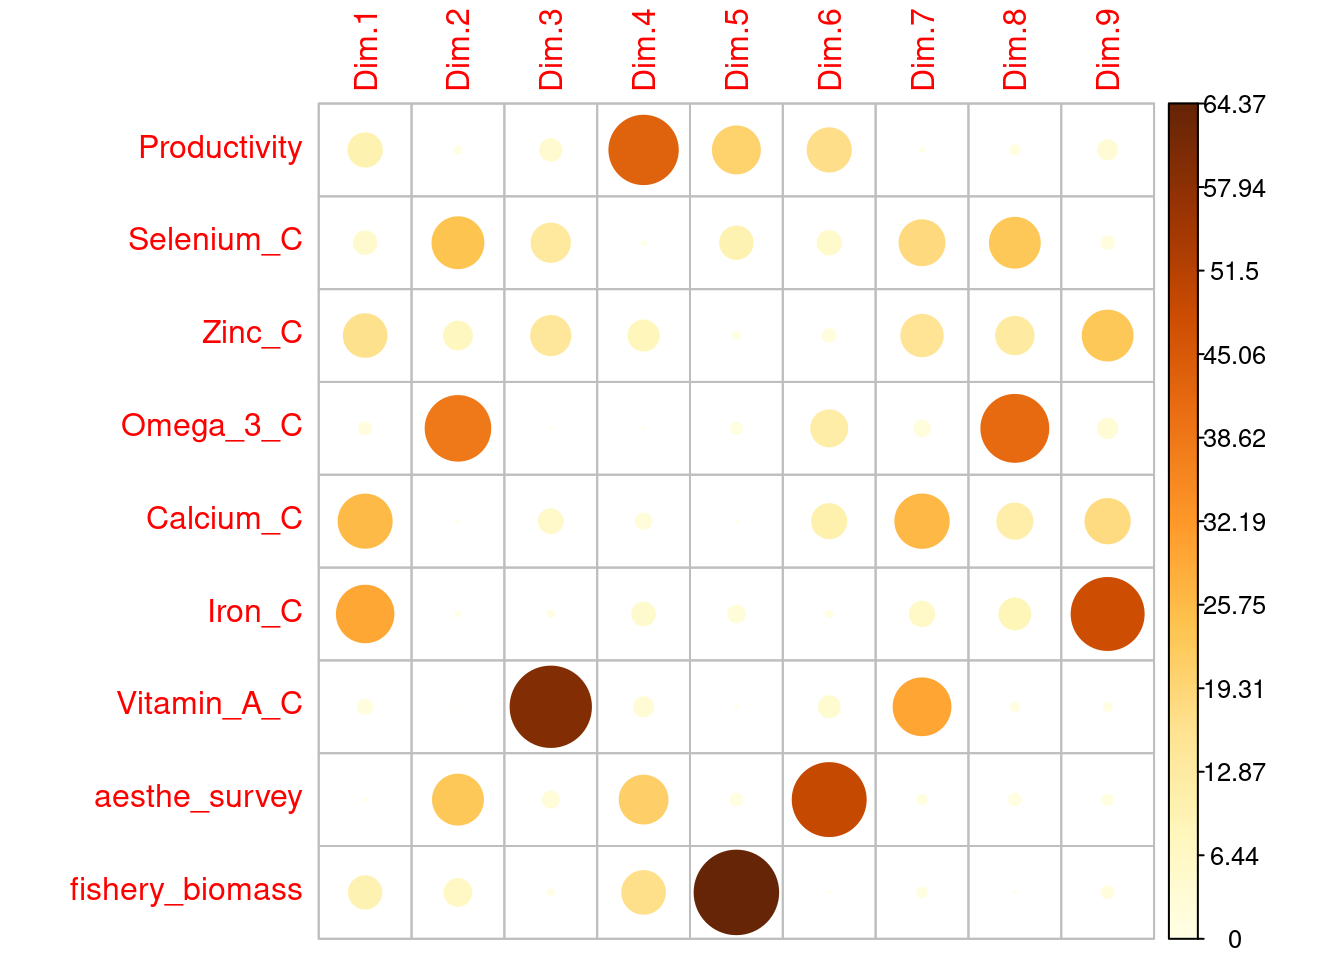 Dim.1 Dim.2 Dim.3 Dim.4 Dim.5 Dim.6 Dim.7 Dim.8 Dim.9
Productivity
Selenium_C
Zinc_C
Omega_3_C
Calcium_C
Iron_C
Vitamin_A_C
aesthe_survey
fishery_biomass
64.37
57.94
51.5
45.06
38.62
32.19
25.75
19.31
12.87
6.44
0